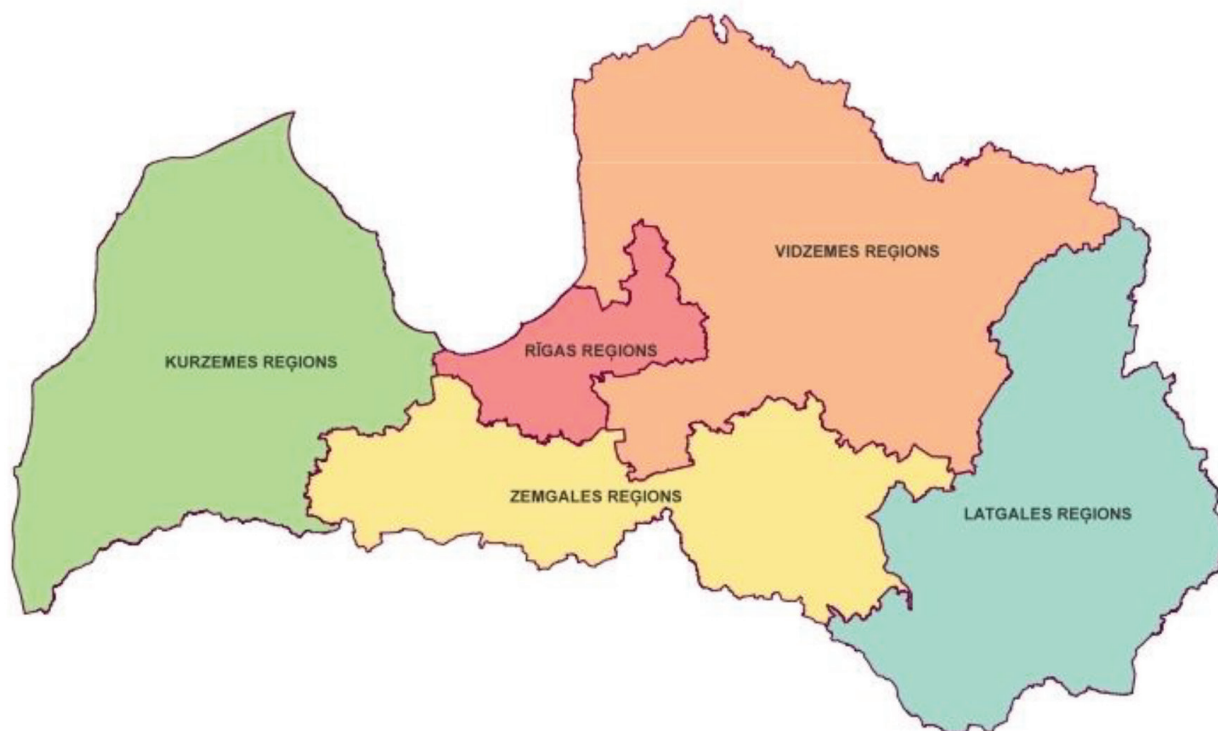 VIDZEMES REĢIONS
RĪGAS REĢIONS
KURZEMES REĢIONS
ZEMGALES REĢIONS
LATGALES REĢIONS